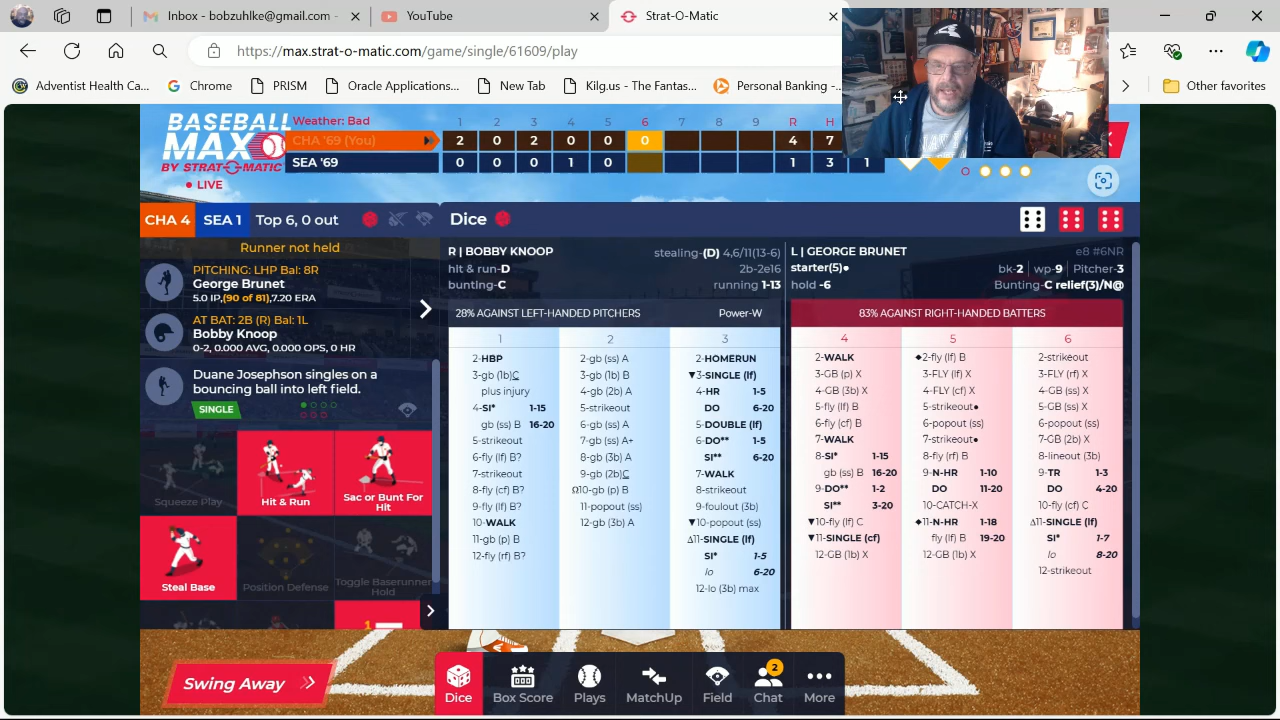 YouTube
Strat-O-Matic
https://max.strat-o-matic.com/game/single/61609/play
Adventist Health Ca...
Chrome
PRISM
Oracle Applications...
New Tab
Kilg.us - The Fantas...
Personal Banking -...
Other favorites
BASEBALL MAX
BY STRAT-O-MATIC
LIVE
Weather: Bad
1 2 3 4 5 6 7 8 9 R H
CHA '69 (You) 2 0 2 0 0 0 4 7
SEA '69 0 0 0 1 0 1 3 1
CHA 4 SEA 1 Top 6, 0 out
Runner not held
PITCHING: LHP Bal: 8R
George Brunet
5.0 IP,(90 of 81),7.20 ERA
AT BAT: 2B (R) Bal: 1L
Bobby Knoop
0-2, 0.000 AVG, 0.000 OPS, 0 HR
Duane Josephson singles on a
bouncing ball into left field.
SINGLE
Squeeze Play
Hit & Run
Sac or Bunt For
Hit
Steal Base
Position Defense
Toggle Baserunner
Hold
1
Swing Away
Dice
R | BOBBY KNOOP
stealing-(D) 4,6/11(13-6)
hit & run-D
2b-2e16
bunting-C
running 1-13
28% AGAINST LEFT-HANDED PITCHERS
Power-W
1
2-HBP
3-gb (1b)C
plus injury
4-SI* 1-15
gb (ss) B 16-20
5-strikeout
6-fly (lf) B?
7-strikeout
8-fly (cf) B?
9-fly (lf) B?
10-WALK
11-gb (p) B
12-fly (rf) B?
2
2-gb (ss) A
3-gb (1b) B
4-gb (2b) A
5-strikeout
6-gb (ss) A
7-gb (ss) A+
8-gb (3b) A
9-gb (2b)C
Ω10-gb (p) B
11-popout (ss)
12-gb (3b) A
3
2-HOMERUN
▼3-SINGLE (lf)
4-HR 1-5
DO 6-20
5-DOUBLE (lf)
6-DO** 1-5
SI** 6-20
7-WALK
8-strikeout
9-foulout (3b)
▼10-popout (ss)
Δ11-SINGLE (lf)
SI* 1-5
lo 6-20
12-lo (3b) max
L | GEORGE BRUNET
e8 #6NR
starter(5)●
bk-2 | wp-9 | Pitcher-3
hold -6
Bunting-C relief(3)/N@
83% AGAINST RIGHT-HANDED BATTERS
4
2-WALK
3-GB (p) X
4-GB (3b) X
5-fly (lf) B
6-fly (cf) B
7-WALK
8-SI* 1-15
gb (ss) B 16-20
9-DO** 1-2
SI** 3-20
▼10-fly (lf) C
▼11-SINGLE (cf)
12-GB (1b) X
5
◆2-fly (lf) B
3-FLY (lf) X
4-FLY (cf) X
5-strikeout●
6-popout (ss)
7-strikeout●
8-fly (rf) B
9-N-HR 1-10
DO 11-20
10-CATCH-X
◆11-N-HR 1-18
fly (lf) B 19-20
12-GB (1b) X
6
2-strikeout
3-FLY (rf) X
4-GB (ss) X
5-GB (ss) X
6-popout (ss)
7-GB (2b) X
8-lineout (3b)
9-TR 1-3
DO 4-20
10-fly (cf) C
Δ11-SINGLE (lf)
SI* 1-7
lo 8-20
12-strikeout
Dice
Box Score
Plays
MatchUp
Field
2
Chat
More